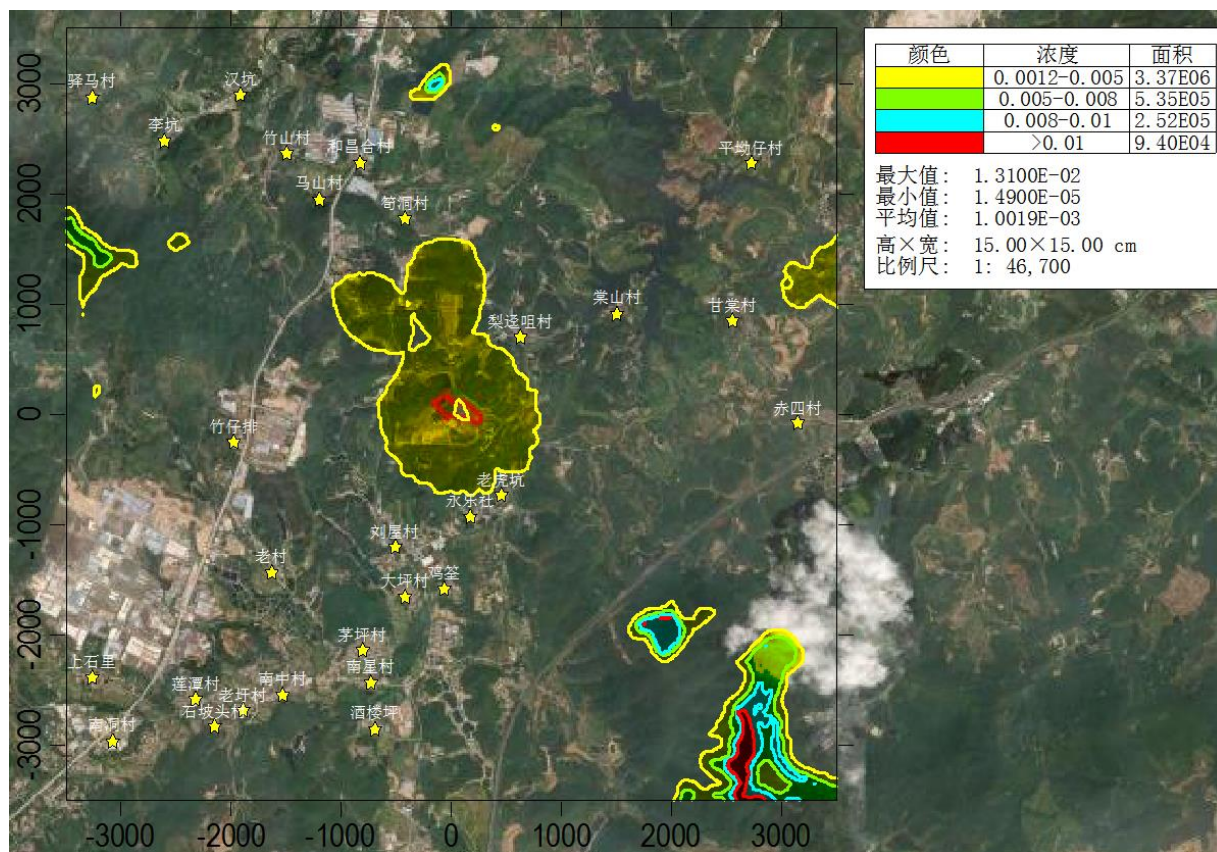 颜色 浓度 面积
0.0012-0.005 3.37E06
0.005-0.008 5.35E05
0.008-0.01 2.52E05
>0.01 9.40E04
最大值: 1.3100E-02
最小值: 1.4900E-05
平均值: 1.0019E-03
高×宽: 15.00×15.00 cm
比例尺: 1: 46,700
3000
2000
1000
0
-1000
-2000
-3000
驿马村
汉坑
李坑
竹山村
和昌合村
平坳仔村
马山村
笱洞村
棠山村
甘棠村
梨迳咀村
赤四村
竹仔排
老虎坑
永乐社
刘屋村
老村
大坪村
鸡筌
茅坪村
上石里
南星村
莲潭村
南中村
老圩村
石坡头村
酒楼坪
南洞村
-3000 -2000 -1000 0 1000 2000 3000